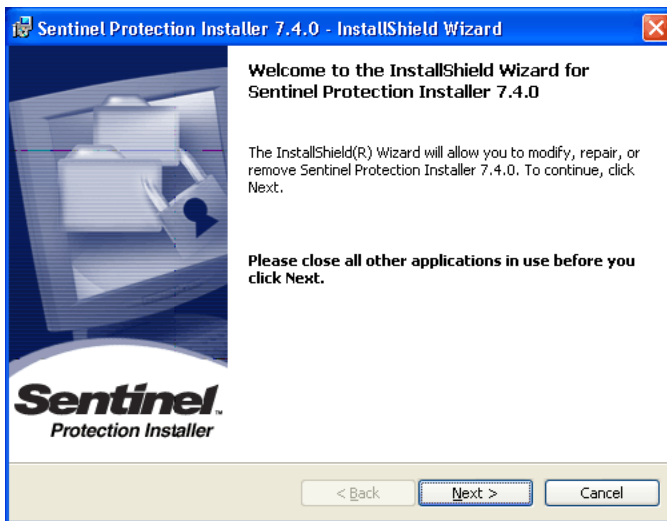 Sentinel Protection Installer 7.4.0 - InstallShield Wizard
Welcome to the InstallShield Wizard for
Sentinel Protection Installer 7.4.0
The InstallShield(R) Wizard will allow you to modify, repair, or
remove Sentinel Protection Installer 7.4.0. To continue, click
Next.
Please close all other applications in use before you
click Next.
Sentinel™
Protection Installer
< Back
Next >
Cancel